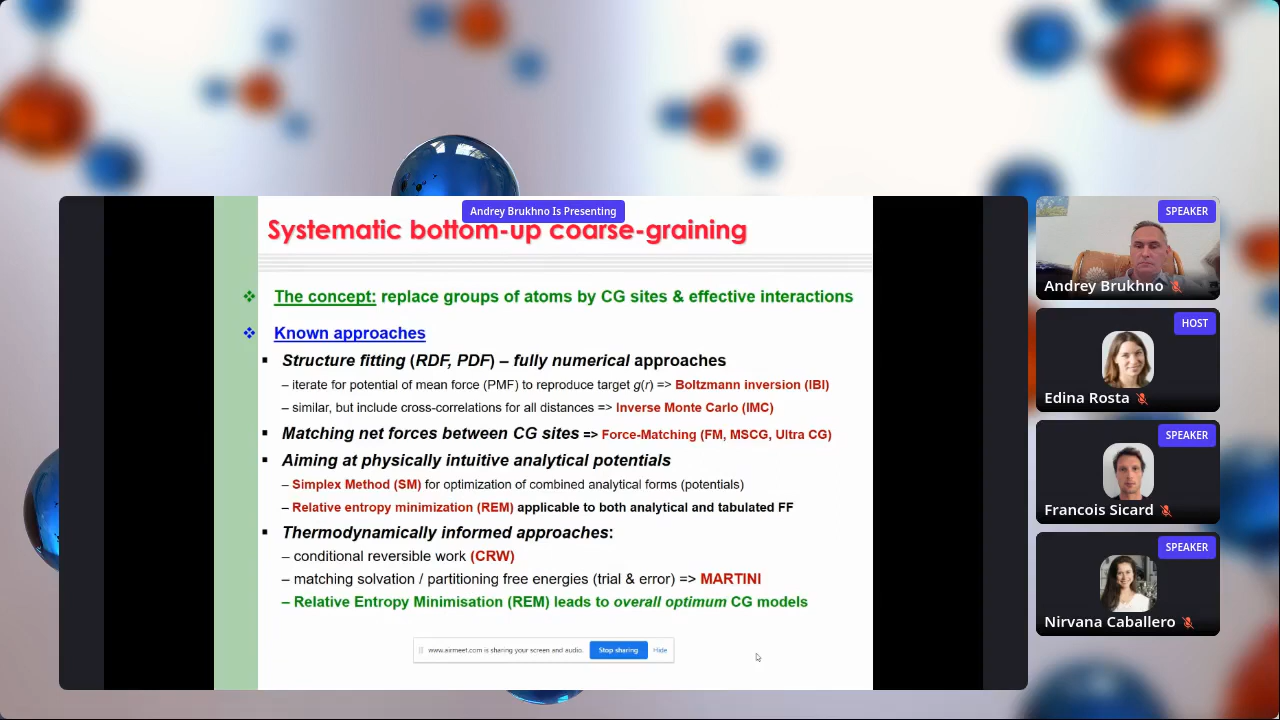 Andrey Brukhno Is Presenting
Systematic bottom-up coarse-graining
❖ The concept: replace groups of atoms by CG sites & effective interactions
❖ Known approaches
▪ Structure fitting (RDF, PDF) – fully numerical approaches
– iterate for potential of mean force (PMF) to reproduce target g(r) => Boltzmann inversion (IBI)
– similar, but include cross-correlations for all distances => Inverse Monte Carlo (IMC)
▪ Matching net forces between CG sites => Force-Matching (FM, MSCG, Ultra CG)
▪ Aiming at physically intuitive analytical potentials
– Simplex Method (SM) for optimization of combined analytical forms (potentials)
– Relative entropy minimization (REM) applicable to both analytical and tabulated FF
▪ Thermodynamically informed approaches:
– conditional reversible work (CRW)
– matching solvation / partitioning free energies (trial & error) => MARTINI
– Relative Entropy Minimisation (REM) leads to overall optimum CG models
www.airmeet.com is sharing your screen and audio. Stop sharing Hide
SPEAKER
Andrey Brukhno
HOST
Edina Rosta
SPEAKER
Francois Sicard
SPEAKER
Nirvana Caballero